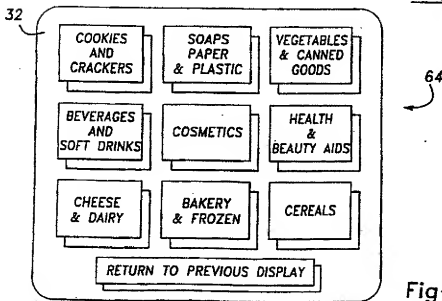 32
COOKIES
AND
CRACKERS
SOAPS
PAPER
& PLASTIC
VEGETABLES
& CANNED
GOODS
64
BEVERAGES
AND
SOFT DRINKS
COSMETICS
HEALTH
&
BEAUTY AIDS
CHEESE
& DAIRY
BAKERY
& FROZEN
CEREALS
RETURN TO PREVIOUS DISPLAY
Fig